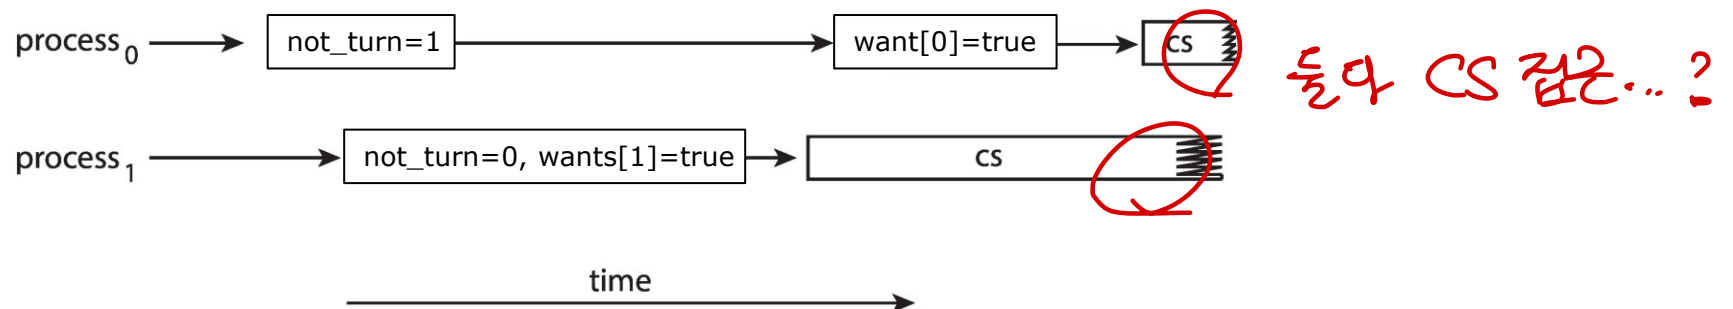 process0 not_turn=1 want[0]=true CS 둘다 CS 접근...?
process1 not_turn=0, wants[1]=true CS
time